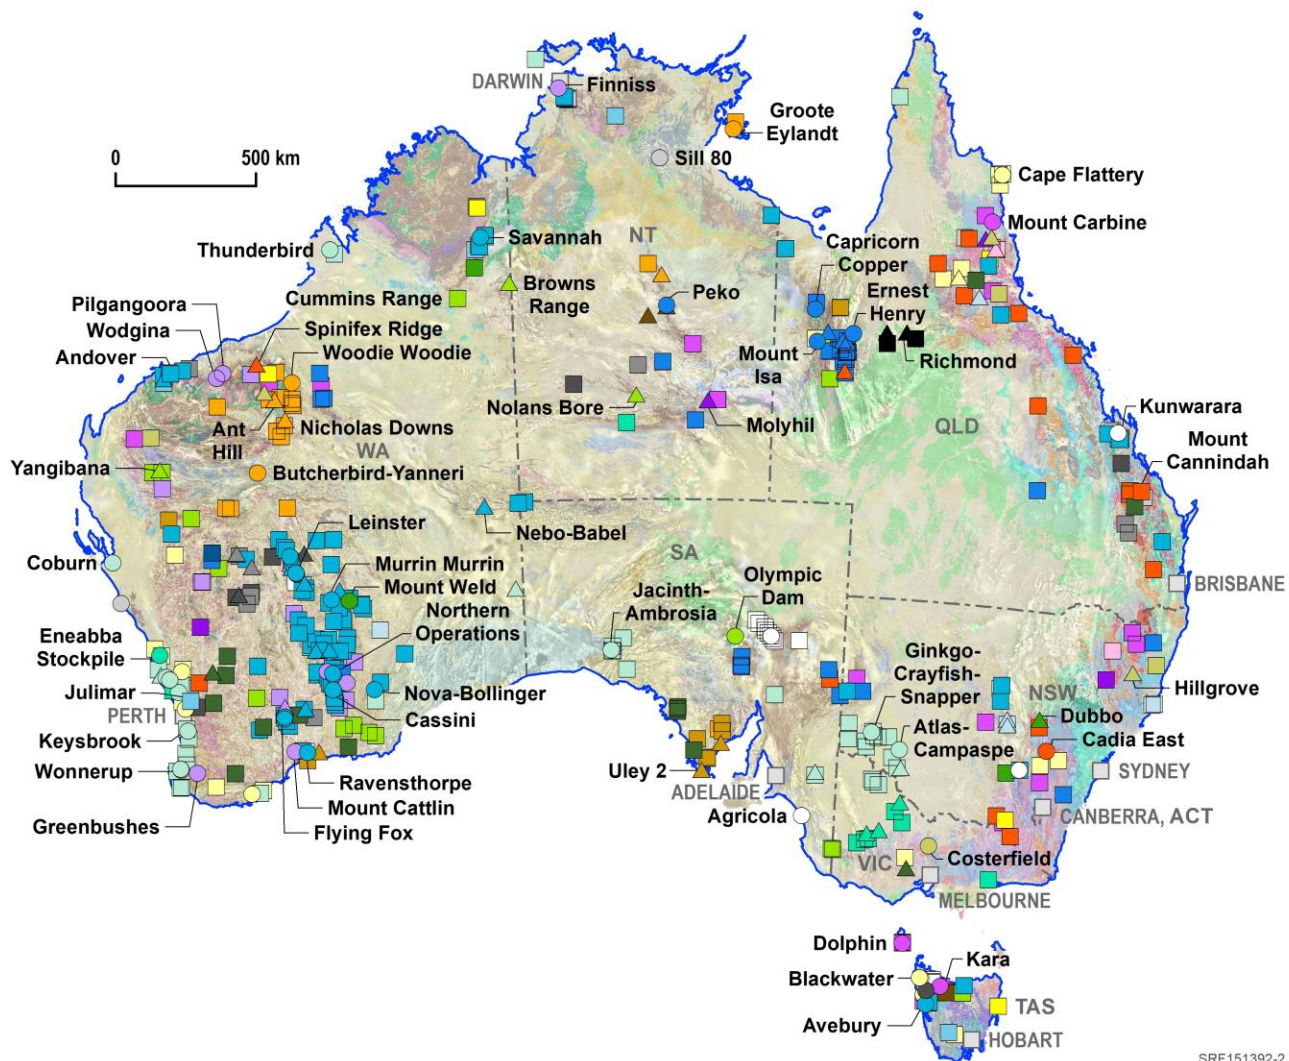 DARWIN
Finniss
Groote
Eylandt
0
500 km
Sill 80
Cape Flattery
Mount Carbine
Thunderbird
Savannah
NT
Capricorn
Copper
Cummins Range
Browns
Range
Peko
Ernest
Henry
Pilgangoora
Wodgina
Andover
Spinifex Ridge
Woodie Woodie
Mount
Isa
Richmond
Nolans Bore
Molyhil
Kunwarara
Ant
Hill
Nicholas Downs
WA
QLD
Mount
Cannindah
Yangibana
Butcherbird-Yanneri
Leinster
Nebo-Babel
SA
Coburn
Murrin Murrin
Mount Weld
Northern
Operations
Jacinth-
Ambrosia
Olympic
Dam
BRISBANE
Eneabba
Stockpile
Ginkgo-
Crayfish-
Snapper
Julimar
Nova-Bollinger
Hillgrove
NSW
PERTH
Cassini
Dubbo
Keysbrook
Atlas-
Campaspe
Cadia East
Wonnerup
Uley 2
SYDNEY
Ravensthorpe
ADELAIDE
Mount Cattlin
Agricola
CANBERRA, ACT
Greenbushes
Flying Fox
VIC
Costerfield
MELBOURNE
Dolphin
Kara
Blackwater
TAS
Avebury
HOBART
SRE151392-2